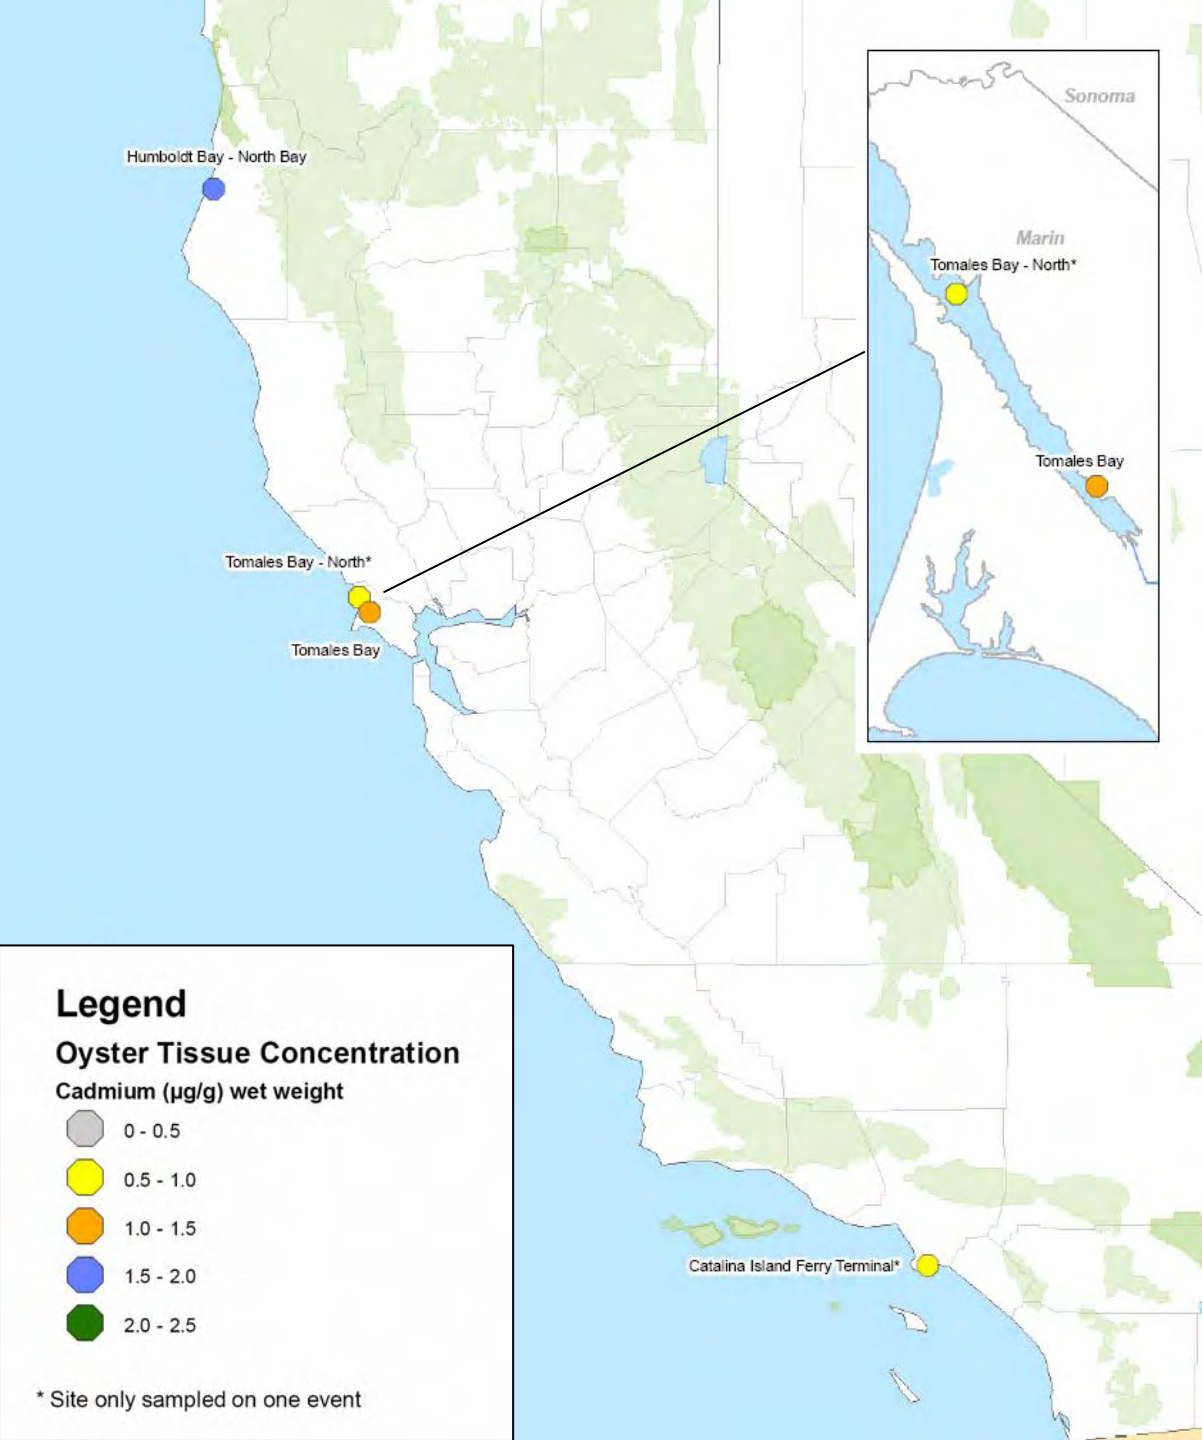 Sonoma
Humboldt Bay - North Bay
Marin
Tomales Bay - North*
Tomales Bay
Tomales Bay - North*
Tomales Bay
Legend
Oyster Tissue Concentration
Cadmium (µg/g) wet weight
0 - 0.5
0.5 - 1.0
1.0 - 1.5
1.5 - 2.0
2.0 - 2.5
* Site only sampled on one event
Catalina Island Ferry Terminal*